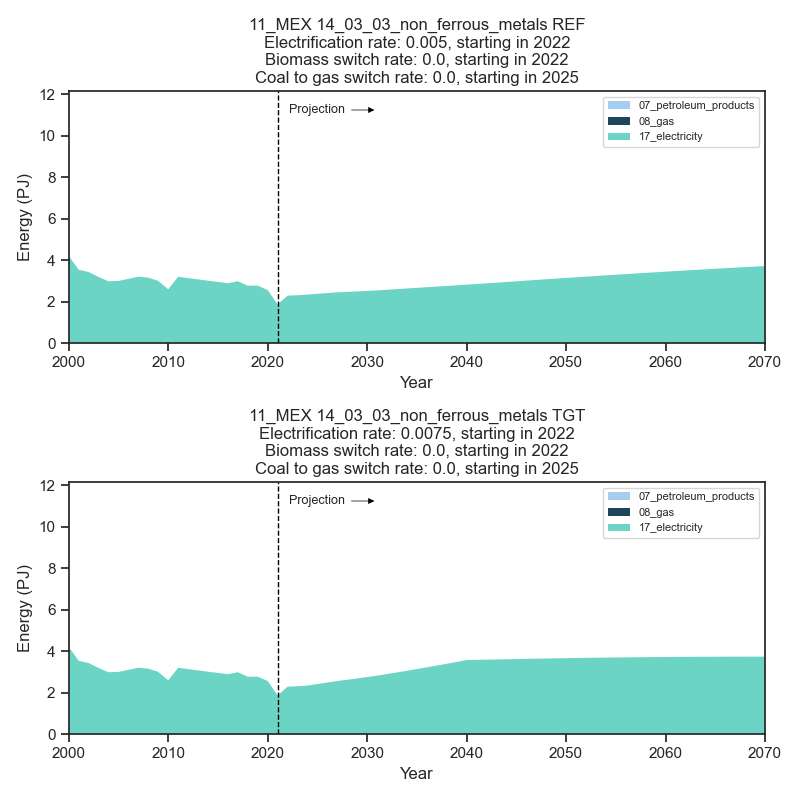 11_MEX 14_03_03_non_ferrous_metals REF
Electrification rate: 0.005, starting in 2022
Biomass switch rate: 0.0, starting in 2022
Coal to gas switch rate: 0.0, starting in 2025
12
10
8
6
4
2
0
Energy (PJ)
Projection
07_petroleum_products
08_gas
17_electricity
2000 2010 2020 2030 2040 2050 2060 2070
Year
11_MEX 14_03_03_non_ferrous_metals TGT
Electrification rate: 0.0075, starting in 2022
Biomass switch rate: 0.0, starting in 2022
Coal to gas switch rate: 0.0, starting in 2025
12
10
8
6
4
2
0
Energy (PJ)
Projection
07_petroleum_products
08_gas
17_electricity
2000 2010 2020 2030 2040 2050 2060 2070
Year